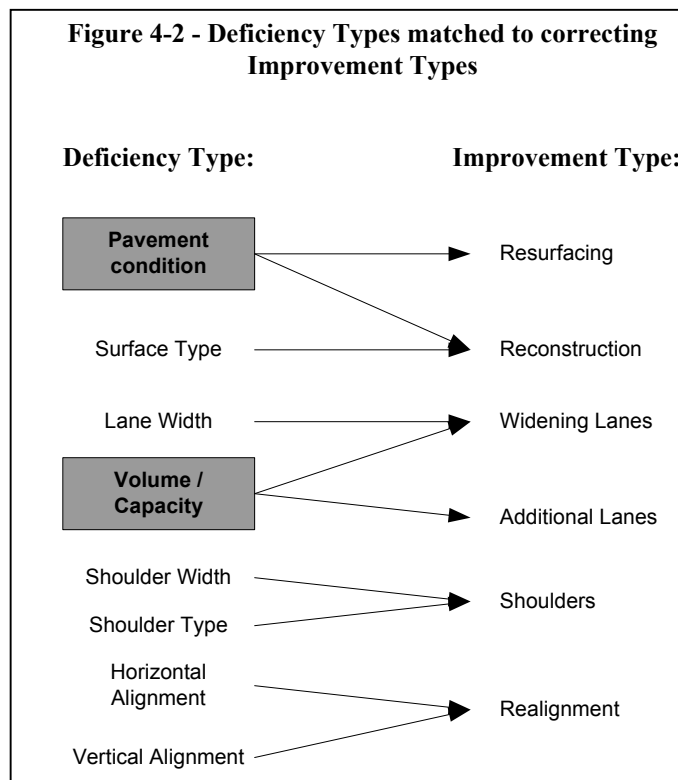 Figure 4-2 - Deficiency Types matched to correcting
Improvement Types
Deficiency Type:
Improvement Type:
Pavement
condition
Resurfacing
Surface Type
Reconstruction
Lane Width
Widening Lanes
Volume /
Capacity
Additional Lanes
Shoulder Width
Shoulders
Shoulder Type
Horizontal
Alignment
Realignment
Vertical Alignment